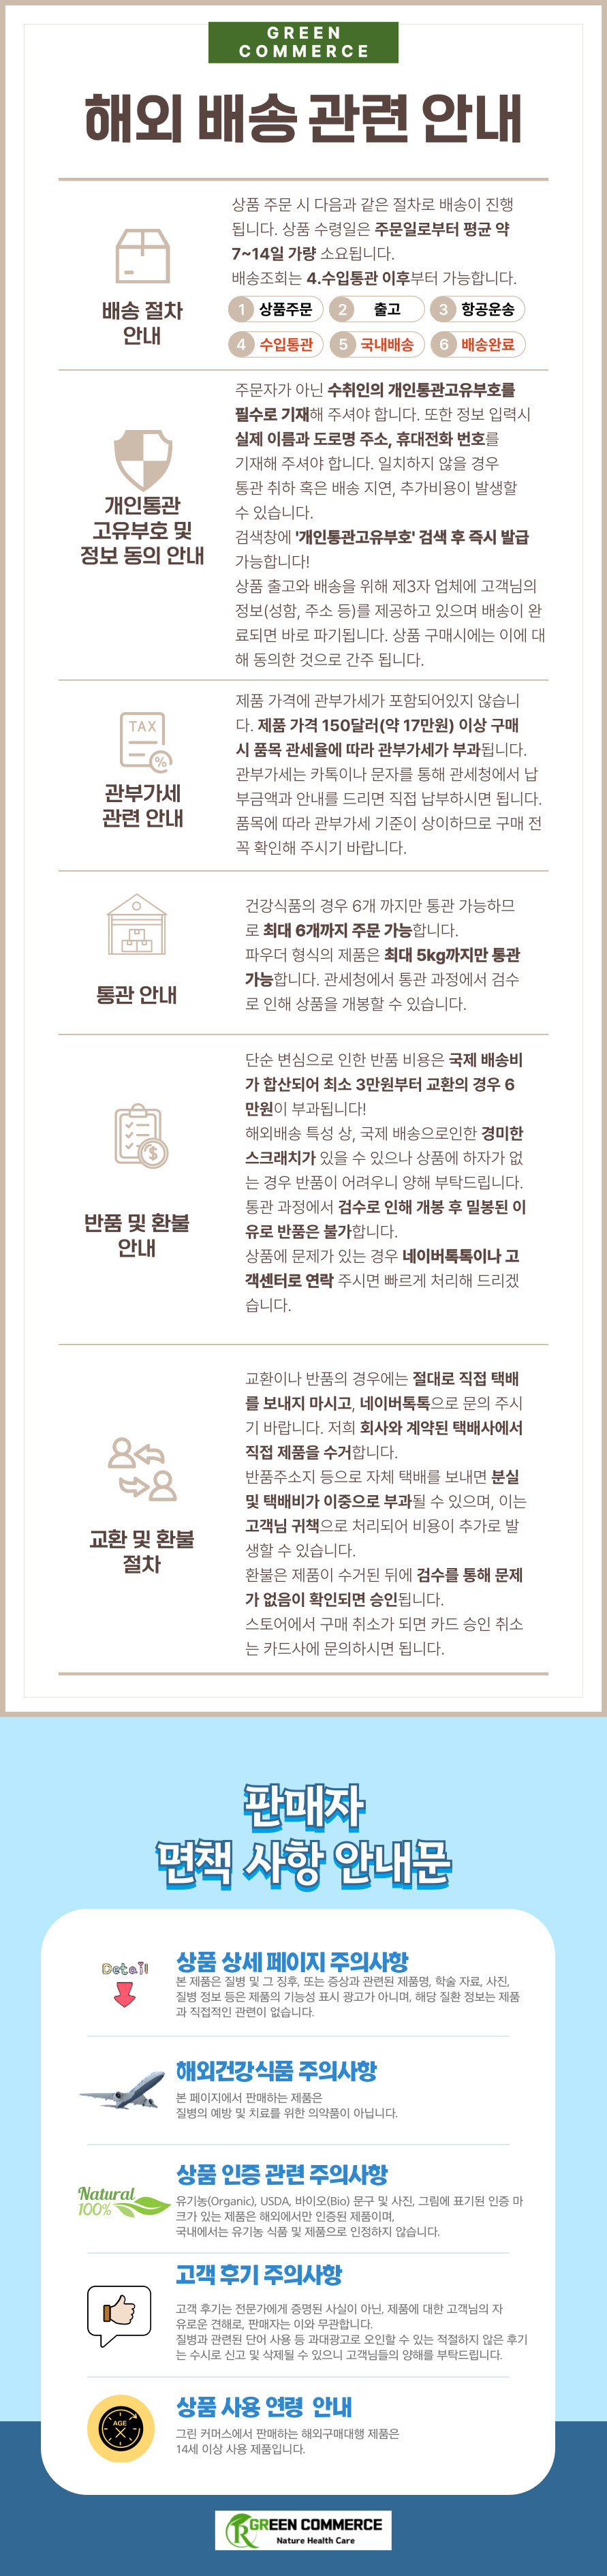 GREEN
COMMERCE
해외 배송 관련 안내
배송 절차
안내
상품 주문 시 다음과 같은 절차로 배송이 진행
됩니다. 상품 수령일은 주문일로부터 평균 약
7~14일 가량 소요됩니다.
배송조회는 4.수입통관 이후부터 가능합니다.
1 상품주문 2 출고 3 항공운송
4 수입통관 5 국내배송 6 배송완료
개인통관
고유부호 및
정보 동의 안내
주문자가 아닌 수취인의 개인통관고유부호를
필수로 기재해 주셔야 합니다. 또한 정보 입력시
실제 이름과 도로명 주소, 휴대전화 번호를
기재해 주셔야 합니다. 일치하지 않을 경우
통관 취하 혹은 배송 지연, 추가비용이 발생할
수 있습니다.
검색창에 '개인통관고유부호' 검색 후 즉시 발급
가능합니다!
상품 출고와 배송을 위해 제3자 업체에 고객님의
정보(성함, 주소 등)를 제공하고 있으며 배송이 완
료되면 바로 파기됩니다. 상품 구매시에는 이에 대
해 동의한 것으로 간주 됩니다.
TAX
%
관부가세
관련 안내
제품 가격에 관부가세가 포함되어있지 않습니
다. 제품 가격 150달러(약 17만원) 이상 구매
시 품목 관세율에 따라 관부가세가 부과됩니다.
관부가세는 카톡이나 문자를 통해 관세청에서 납
부금액과 안내를 드리면 직접 납부하시면 됩니다.
품목에 따라 관부가세 기준이 상이하므로 구매 전
꼭 확인해 주시기 바랍니다.
통관 안내
건강식품의 경우 6개 까지만 통관 가능하므
로 최대 6개까지 주문 가능합니다.
파우더 형식의 제품은 최대 5kg까지만 통관
가능합니다. 관세청에서 통관 과정에서 검수
로 인해 상품을 개봉할 수 있습니다.
$
반품 및 환불
안내
단순 변심으로 인한 반품 비용은 국제 배송비
가 합산되어 최소 3만원부터 교환의 경우 6
만원이 부과됩니다!
해외배송 특성 상, 국제 배송으로인한 경미한
스크래치가 있을 수 있으나 상품에 하자가 없
는 경우 반품이 어려우니 양해 부탁드립니다.
통관 과정에서 검수로 인해 개봉 후 밀봉된 이
유로 반품은 불가합니다.
상품에 문제가 있는 경우 네이버톡톡이나 고
객센터로 연락 주시면 빠르게 처리해 드리겠
습니다.
교환 및 환불
절차
교환이나 반품의 경우에는 절대로 직접 택배
를 보내지 마시고, 네이버톡톡으로 문의 주시
기 바랍니다. 저희 회사와 계약된 택배사에서
직접 제품을 수거합니다.
반품주소지 등으로 자체 택배를 보내면 분실
및 택배비가 이중으로 부과될 수 있으며, 이는
고객님 귀책으로 처리되어 비용이 추가로 발
생할 수 있습니다.
환불은 제품이 수거된 뒤에 검수를 통해 문제
가 없음이 확인되면 승인됩니다.
스토어에서 구매 취소가 되면 카드 승인 취소
는 카드사에 문의하시면 됩니다.
판매자
면책 사항 안내문
Detail
상품 상세 페이지 주의사항
본 제품은 질병 및 그 징후, 또는 증상과 관련된 제품명, 학술 자료, 사진,
질병 정보 등은 제품의 기능성 표시 광고가 아니며, 해당 질환 정보는 제품
과 직접적인 관련이 없습니다.
해외건강식품 주의사항
본 페이지에서 판매하는 제품은
질병의 예방 및 치료를 위한 의약품이 아닙니다.
Natural
100%
상품 인증 관련 주의사항
유기농(Organic), USDA, 바이오(Bio) 문구 및 사진, 그림에 표기된 인증 마
크가 있는 제품은 해외에서만 인증된 제품이며,
국내에서는 유기농 식품 및 제품으로 인정하지 않습니다.
고객 후기 주의사항
고객 후기는 전문가에게 증명된 사실이 아닌, 제품에 대한 고객님의 자
유로운 견해로, 판매자는 이와 무관합니다.
질병과 관련된 단어 사용 등 과대광고로 오인할 수 있는 적절하지 않은 후기
는 수시로 신고 및 삭제될 수 있으니 고객님들의 양해를 부탁드립니다.
AGE
상품 사용 연령 안내
그린 커머스에서 판매하는 해외구매대행 제품은
14세 이상 사용 제품입니다.
R GREEN COMMERCE
Nature Health Care